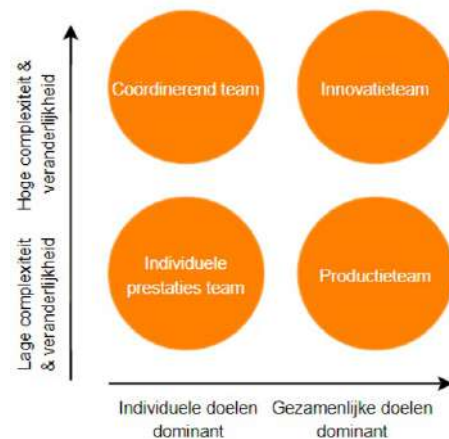 Hoge complexiteit &
veranderlijkheid
Coördinerend team
Innovatieteam
Lage complexiteit
& veranderlijkheid
Individuele
prestaties team
Productieteam
Individuele doelen
dominant
Gezamenlijke doelen
dominant